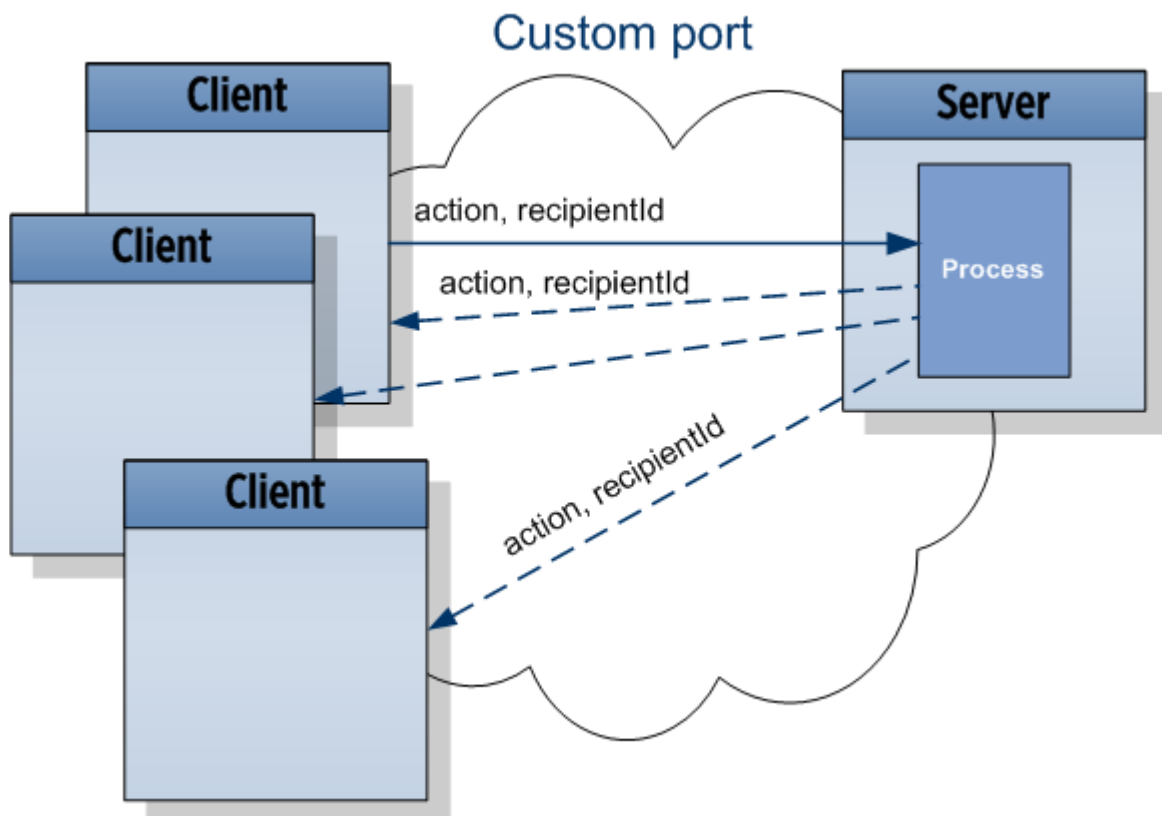 Custom port
Client
Server
Client
action, recipientId
Process
action, recipientId
Client
action, recipientId